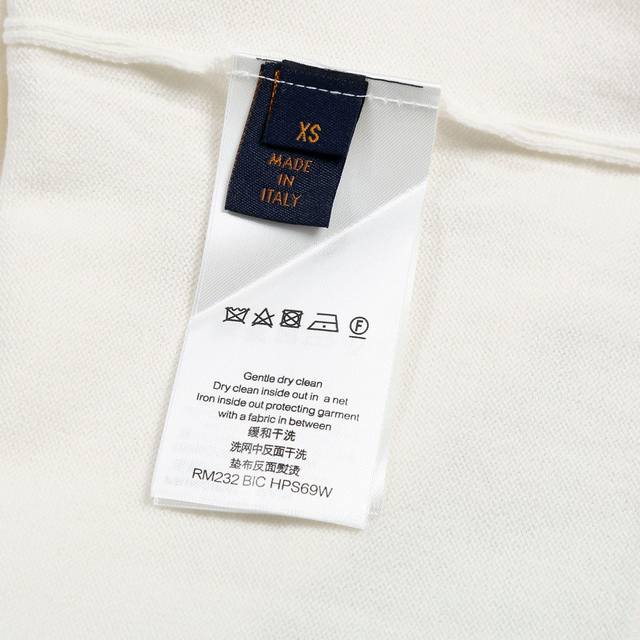 XS
MADE
IN
ITALY
F
Gentle dry clean
Dry clean inside out in a net
Iron inside out protecting garment
with a fabric in between
缓和干洗
洗网中反面干洗
垫布反面熨烫
RM232 BIC HPS69W